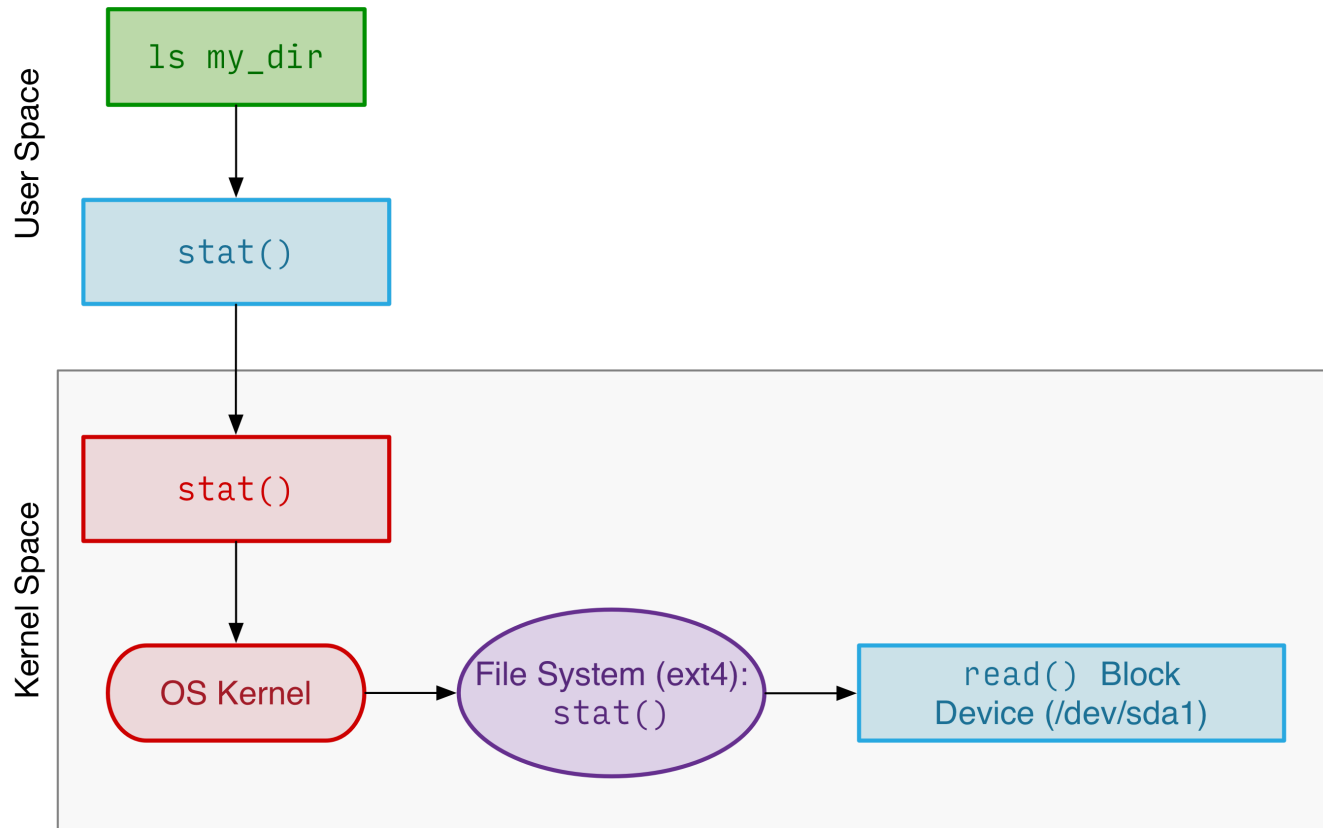 User Space
ls my_dir
stat()
Kernel Space
stat()
OS Kernel
File System (ext4):
stat()
read() Block
Device (/dev/sda1)